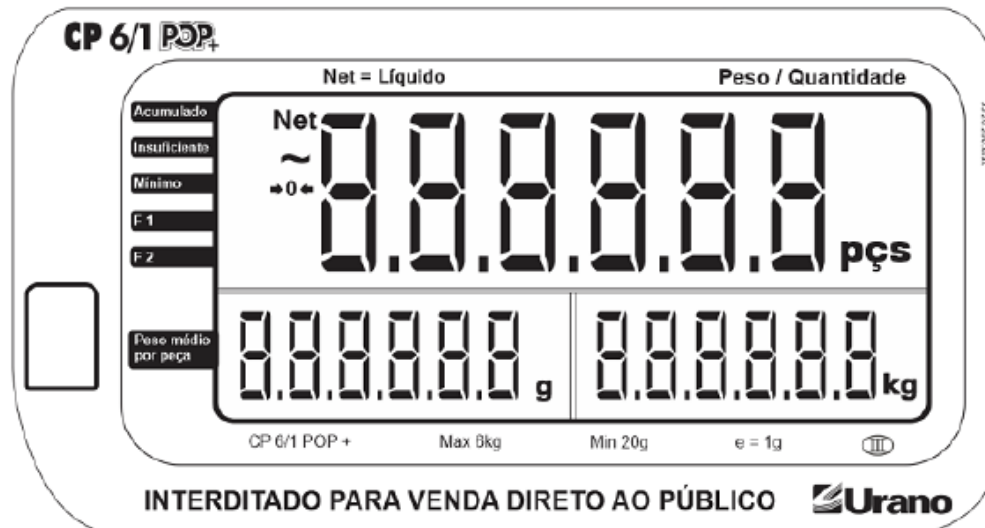 CP 6/1 POP+
Net = Líquido
Peso / Quantidade
Acumulado
Insuficiente
Mínimo
F 1
F 2
Peso médio
por peça
Net
~
→0←
8.8.8.8.8.8
pçs
8.8.8.8.8.8
g
8.8.8.8.8.8
kg
CP 6/1 POP +
Max 6kg
Min 20g
e = 1g
III
INTERDITADO PARA VENDA DIRETO AO PÚBLICO
Urano